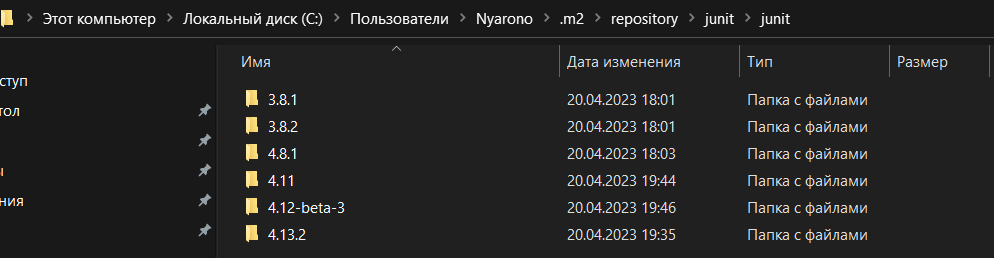 Этот компьютер > Локальный диск (C:) > Пользователи > Nyarono > .m2 > repository > junit > junit
Имя Дата изменения Тип Размер
3.8.1 20.04.2023 18:01 Папка с файлами
3.8.2 20.04.2023 18:01 Папка с файлами
4.8.1 20.04.2023 18:03 Папка с файлами
4.11 20.04.2023 19:44 Папка с файлами
4.12-beta-3 20.04.2023 19:46 Папка с файлами
4.13.2 20.04.2023 19:35 Папка с файлами
ступ
тол
ы
ния